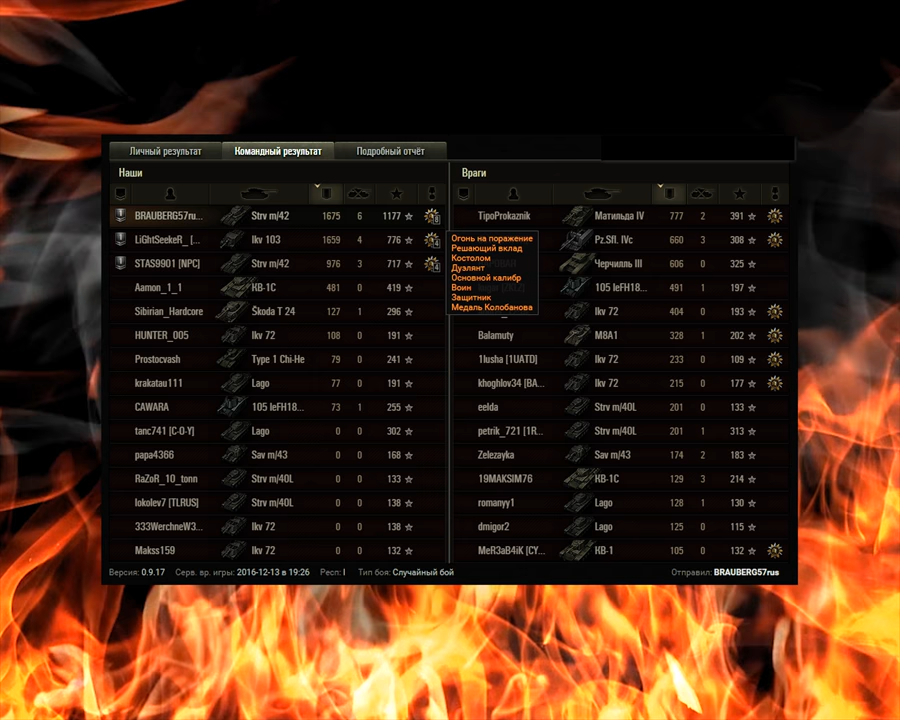 Личный результат Командный результат Подробный отчёт
Наши Враги
BRAUBERG57ru... Strv m/42 1675 6 1177 8 TipoProkaznik Матильда IV 777 2 391
LiGhtSeekeR_ [... Ikv 103 1659 4 776 4 Pz.Sfl. IVc 660 3 308
Огонь на поражение
Решающий вклад
Костолом
Дуэлянт
Основной калибр
Воин
Защитник
Медаль Колобанова
STAS9901 [NPC] Strv m/42 976 3 717 4 Черчилль III 606 0 325
Aamon_1_1 КВ-1С 481 0 419 105 leFH18... 491 1 197
Sibirian_Hardcore Škoda T 24 127 1 296 Ikv 72 404 0 193
HUNTER_005 Ikv 72 108 0 191 Balamuty M8A1 328 1 202
Prostocvash Type 1 Chi-He 79 0 241 1lusha [1UATD] Ikv 72 233 0 109
krakatau111 Lago 77 0 191 khoghlov34 [BA... Ikv 72 215 0 177
CAWARA 105 leFH18... 73 1 255 eelda Strv m/40L 201 0 133
tanc741 [C-0-Y] Lago 0 0 302 petrik_721 [1R... Strv m/40L 201 1 313
papa4366 Sav m/43 0 0 168 Zelezayka Sav m/43 174 2 183
RaZoR_10_tonn Strv m/40L 0 0 133 19MAKSIM76 КВ-1С 129 3 214
lokolev7 [TLRUS] Strv m/40L 0 0 138 romanyy1 Lago 128 1 130
333WerchneW3... Ikv 72 0 0 138 dmigor2 Lago 125 0 115
Makss159 Ikv 72 0 0 132 MeR3aB4iK [CY... КВ-1 105 0 132
Версия: 0.9.17 Серв. вр. игры: 2016-12-13 в 19:26 Респ: I Тип боя: Случайный бой Отправил: BRAUBERG57rus